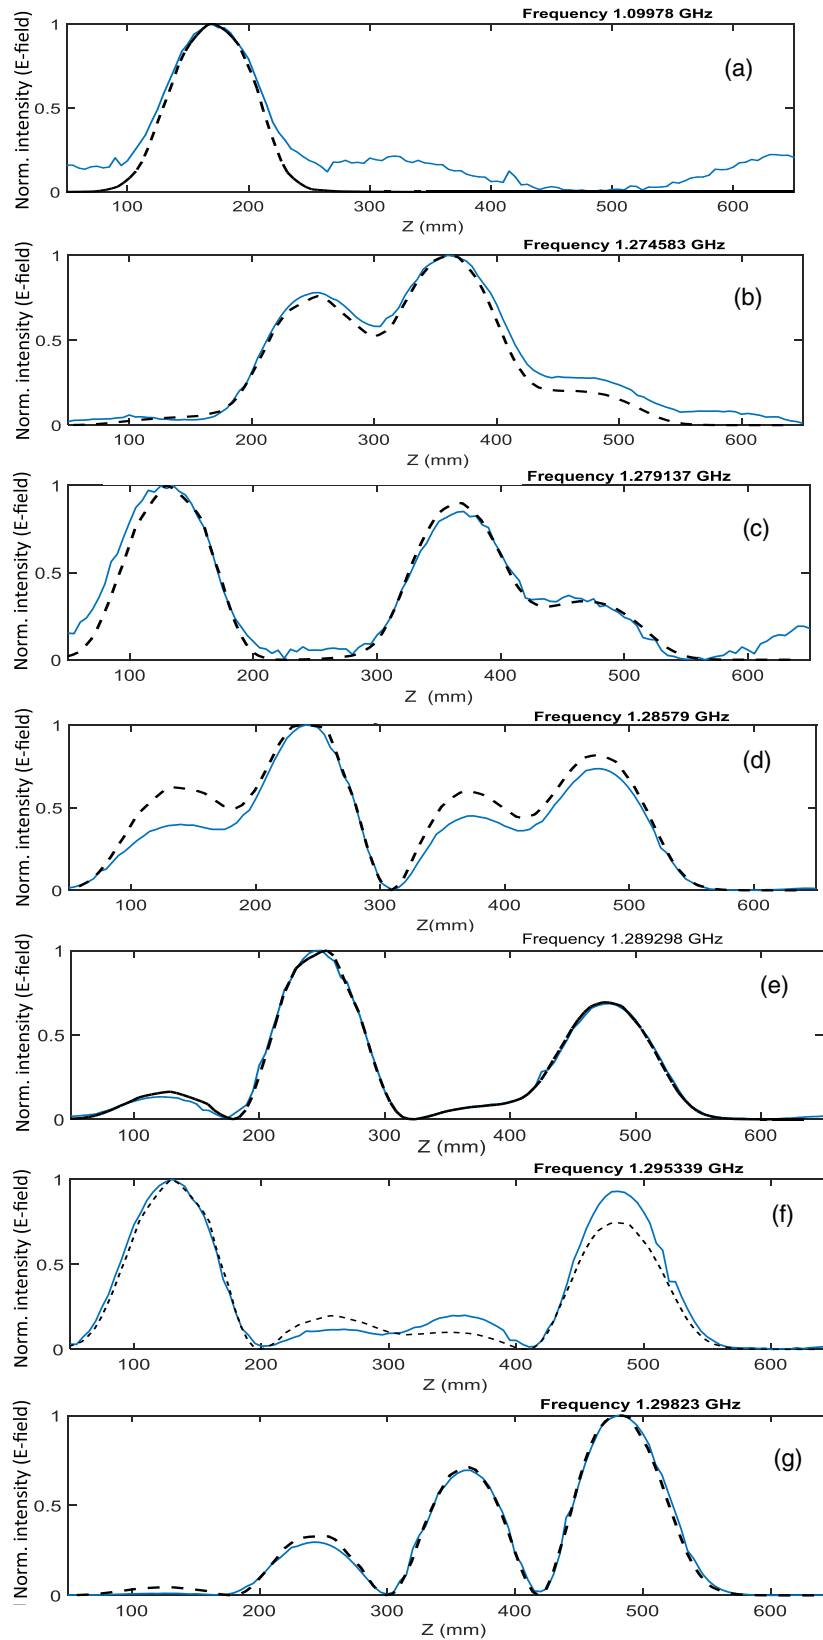 Frequency 1.09978 GHz
Norm. intensity (E-field)
1
0.5
0
(a)
100 200 300 400 500 600
Z (mm)
Frequency 1.274583 GHz
Norm. intensity (E-field)
1
0.5
0
(b)
100 200 300 400 500 600
Z (mm)
Frequency 1.279137 GHz
Norm. intensity (E-field)
1
0.5
0
(c)
100 200 300 400 500 600
Z (mm)
Frequency 1.28579 GHz
Norm. intensity (E-field)
1
0.5
0
(d)
100 200 300 400 500 600
Z(mm)
Frequency 1.289298 GHz
Norm. intensity (E-field)
1
0.5
0
(e)
100 200 300 400 500 600
Z (mm)
Frequency 1.295339 GHz
Norm. intensity (E-field)
1
0.5
0
(f)
100 200 300 400 500 600
Z (mm)
Frequency 1.29823 GHz
Norm. intensity (E-field)
1
0.5
0
(g)
100 200 300 400 500 600
Z (mm)